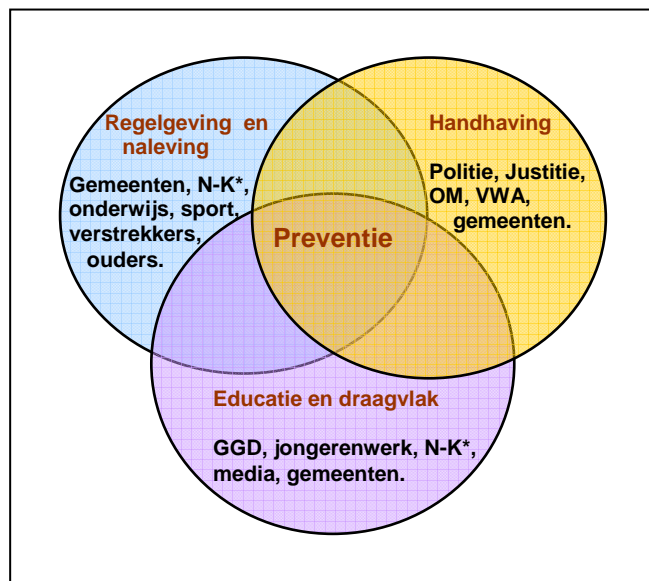 Regelgeving en
naleving
Gemeenten, N-K*,
onderwijs, sport,
verstrekkers,
ouders.
Handhaving
Politie, Justitie,
OM, VWA,
gemeenten.
Preventie
Educatie en draagvlak
GGD, jongerenwerk, N-K*,
media, gemeenten.